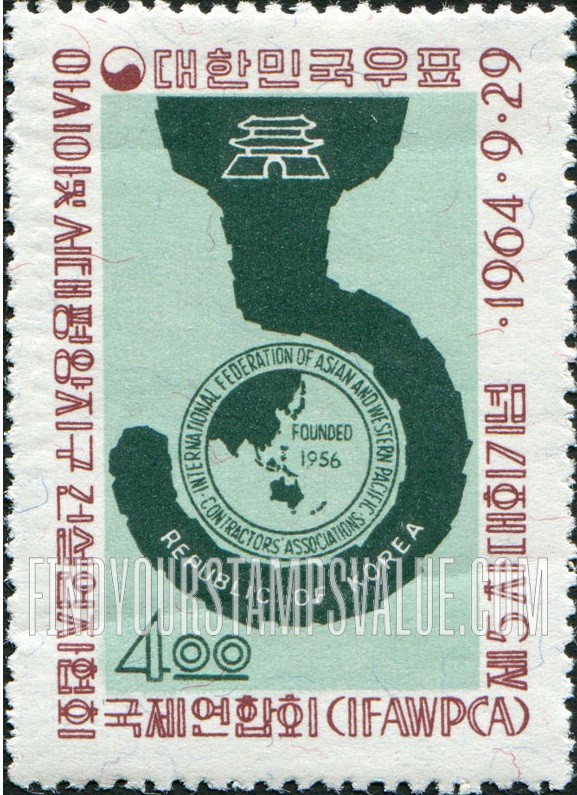 대한민국우표
아시아및서태평양지구건설업자협회
국제연합회(IFAWPCA)
제5차대회기념
·1964·9·29
INTERNATIONAL FEDERATION OF ASIAN AND WESTERN PACIFIC
· CONTRACTORS' ASSOCIATIONS ·
FOUNDED
1956
REPUBLIC OF KOREA
4.00
FINDYOURSTAMPSVALUE.COM